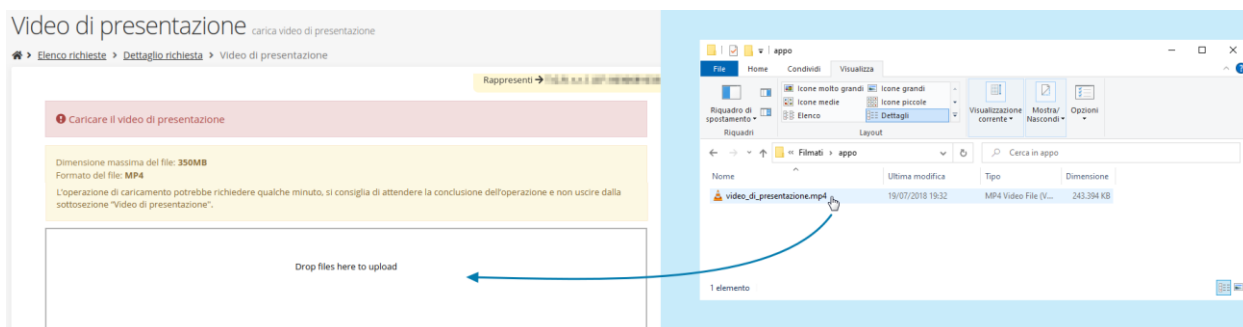 Video di presentazione carica video di presentazione
> Elenco richieste > Dettaglio richiesta > Video di presentazione
Rappresenti →
Caricare il video di presentazione
Dimensione massima del file: 350MB
Formato del file: MP4
L'operazione di caricamento potrebbe richiedere qualche minuto, si consiglia di attendere la conclusione dell'operazione e non uscire dalla
sottosezione "Video di presentazione".
Drop files here to upload
appo
File Home Condividi Visualizza
Riquadro di spostamento
Riquadri
Icone molto grandi Icone grandi
Icone medie Icone piccole
Elenco Dettagli
Layout
Visualizzazione corrente
Mostra/Nascondi
Opzioni
« Filmati > appo
Cerca in appo
Nome Ultima modifica Tipo Dimensione
video_di_presentazione.mp4 19/07/2018 19:32 MP4 Video File (V... 243.394 KB
1 elemento